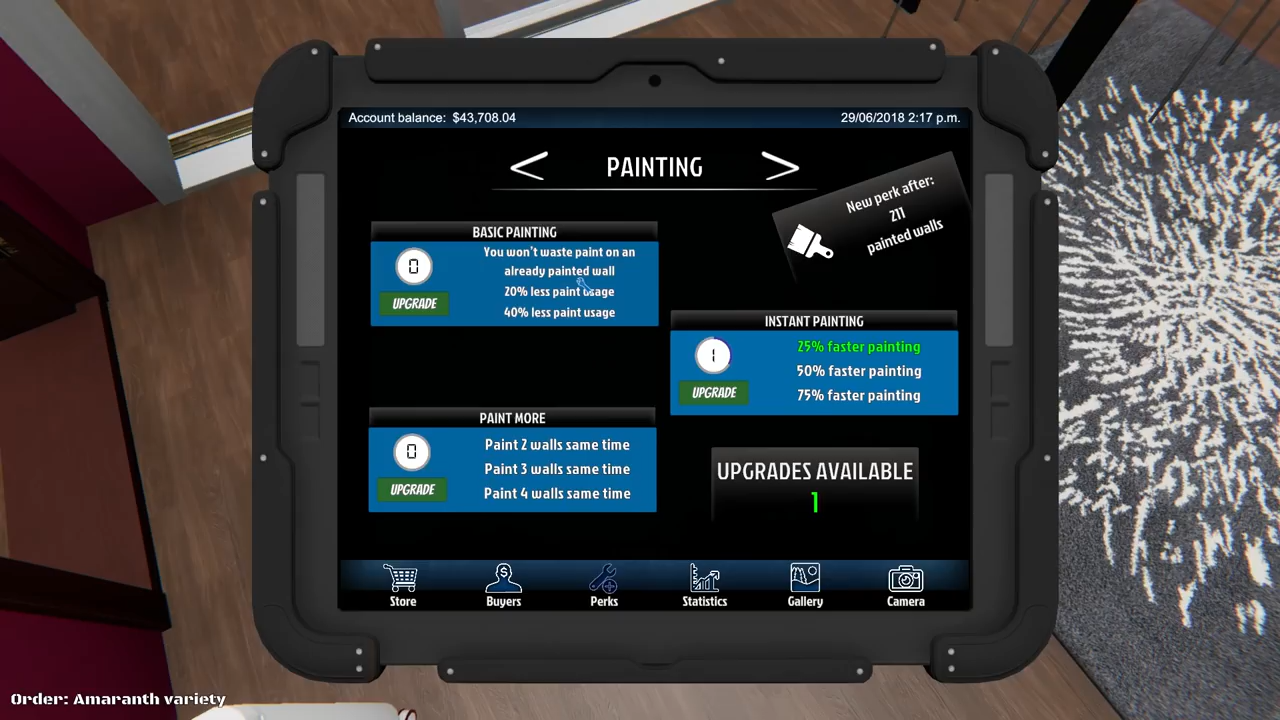 Account balance: $43,708.04
29/06/2018 2:17 p.m.
< PAINTING >
New perk after:
211
painted walls
BASIC PAINTING
0
UPGRADE
You won't waste paint on an
already painted wall
20% less paint usage
40% less paint usage
INSTANT PAINTING
1
UPGRADE
25% faster painting
50% faster painting
75% faster painting
PAINT MORE
0
UPGRADE
Paint 2 walls same time
Paint 3 walls same time
Paint 4 walls same time
UPGRADES AVAILABLE
1
Store
Buyers
Perks
Statistics
Gallery
Camera
Order: Amaranth variety